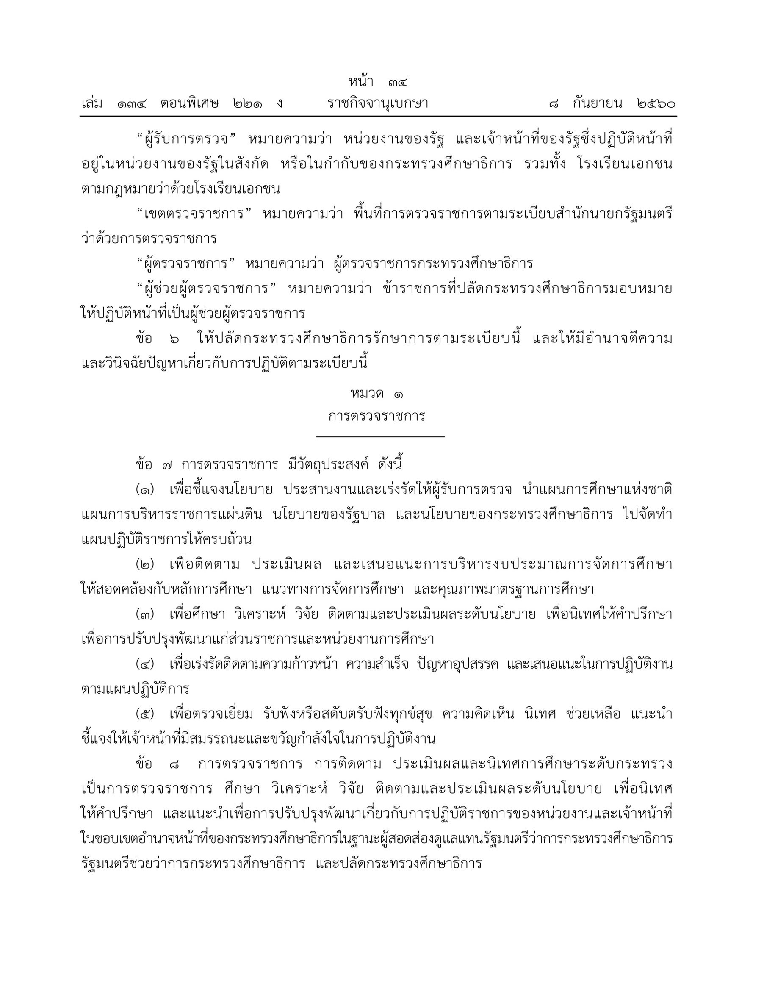 หน้า ๓๔
เล่ม ๑๓๔ ตอนพิเศษ ๒๒๑ ง ราชกิจจานุเบกษา ๘ กันยายน ๒๕๖๐
“ผู้รับการตรวจ” หมายความว่า หน่วยงานของรัฐ และเจ้าหน้าที่ของรัฐซึ่งปฏิบัติหน้าที่
อยู่ในหน่วยงานของรัฐในสังกัด หรือในกำกับของกระทรวงศึกษาธิการ รวมทั้ง โรงเรียนเอกชน
ตามกฎหมายว่าด้วยโรงเรียนเอกชน
“เขตตรวจราชการ” หมายความว่า พื้นที่การตรวจราชการตามระเบียบสำนักนายกรัฐมนตรี
ว่าด้วยการตรวจราชการ
“ผู้ตรวจราชการ” หมายความว่า ผู้ตรวจราชการกระทรวงศึกษาธิการ
“ผู้ช่วยผู้ตรวจราชการ” หมายความว่า ข้าราชการที่ปลัดกระทรวงศึกษาธิการมอบหมาย
ให้ปฏิบัติหน้าที่เป็นผู้ช่วยผู้ตรวจราชการ
ข้อ ๖ ให้ปลัดกระทรวงศึกษาธิการรักษาการตามระเบียบนี้ และให้มีอำนาจตีความ
และวินิจฉัยปัญหาเกี่ยวกับการปฏิบัติตามระเบียบนี้
หมวด ๑
การตรวจราชการ
ข้อ ๗ การตรวจราชการ มีวัตถุประสงค์ ดังนี้
(๑) เพื่อชี้แจงนโยบาย ประสานงานและเร่งรัดให้ผู้รับการตรวจ นำแผนการศึกษาแห่งชาติ
แผนการบริหารราชการแผ่นดิน นโยบายของรัฐบาล และนโยบายของกระทรวงศึกษาธิการ ไปจัดทำ
แผนปฏิบัติราชการให้ครบถ้วน
(๒) เพื่อติดตาม ประเมินผล และเสนอแนะการบริหารงบประมาณการจัดการศึกษา
ให้สอดคล้องกับหลักการศึกษา แนวทางการจัดการศึกษา และคุณภาพมาตรฐานการศึกษา
(๓) เพื่อศึกษา วิเคราะห์ วิจัย ติดตามและประเมินผลระดับนโยบาย เพื่อนิเทศให้คำปรึกษา
เพื่อการปรับปรุงพัฒนาแก่ส่วนราชการและหน่วยงานการศึกษา
(๔) เพื่อเร่งรัดติดตามความก้าวหน้า ความสำเร็จ ปัญหาอุปสรรค และเสนอแนะในการปฏิบัติงาน
ตามแผนปฏิบัติการ
(๕) เพื่อตรวจเยี่ยม รับฟังหรือสดับตรับฟังทุกข์สุข ความคิดเห็น นิเทศ ช่วยเหลือ แนะนำ
ชี้แจงให้เจ้าหน้าที่มีสมรรถนะและขวัญกำลังใจในการปฏิบัติงาน
ข้อ ๘ การตรวจราชการ การติดตาม ประเมินผลและนิเทศการศึกษาระดับกระทรวง
เป็นการตรวจราชการ ศึกษา วิเคราะห์ วิจัย ติดตามและประเมินผลระดับนโยบาย เพื่อนิเทศ
ให้คำปรึกษา และแนะนำเพื่อการปรับปรุงพัฒนาเกี่ยวกับการปฏิบัติราชการของหน่วยงานและเจ้าหน้าที่
ในขอบเขตอำนาจหน้าที่ของกระทรวงศึกษาธิการในฐานะผู้สอดส่องดูแลแทนรัฐมนตรีว่าการกระทรวงศึกษาธิการ
รัฐมนตรีช่วยว่าการกระทรวงศึกษาธิการ และปลัดกระทรวงศึกษาธิการ